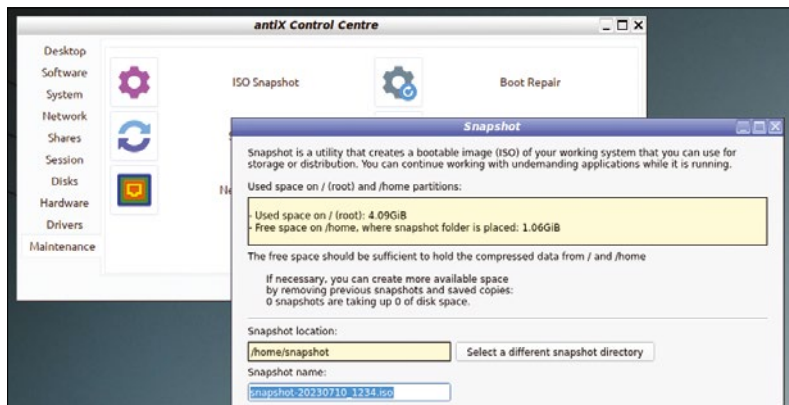 antiX Control Centre
Desktop
Software
System
Network
Shares
Session
Disks
Hardware
Drivers
Maintenance
ISO Snapshot
Boot Repair
Snapshot
Snapshot is a utility that creates a bootable image (ISO) of your working system that you can use for
storage or distribution. You can continue working with undemanding applications while it is running.
Used space on / (root) and /home partitions:
- Used space on / (root): 4.09GiB
- Free space on /home, where snapshot folder is placed: 1.06GiB
The free space should be sufficient to hold the compressed data from / and /home
If necessary, you can create more available space
by removing previous snapshots and saved copies:
0 snapshots are taking up 0 of disk space.
Snapshot location:
/home/snapshot
Select a different snapshot directory
Snapshot name:
snapshot-20230710_1234.iso